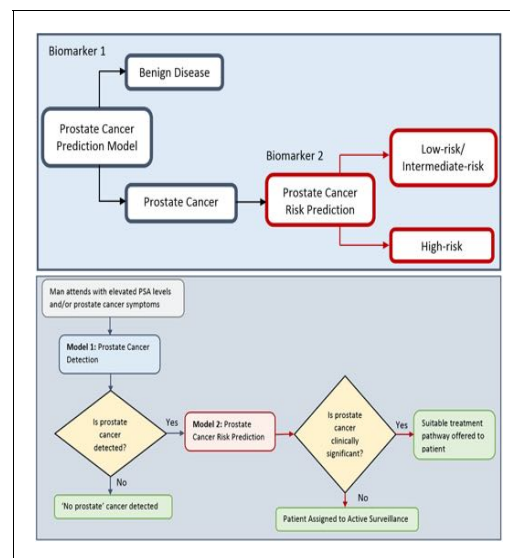 Biomarker 1
Benign Disease
Prostate Cancer
Prediction Model
Prostate Cancer
Biomarker 2
Prostate Cancer
Risk Prediction
Low-risk/
Intermediate-risk
High-risk
Man attends with elevated PSA levels
and/or prostate cancer symptoms
Model 1: Prostate Cancer
Detection
Is prostate
cancer
detected?
Yes
No
'No prostate' cancer detected
Model 2: Prostate
Cancer Risk Prediction
Is prostate
cancer
clinically
significant?
Yes
No
Suitable treatment
pathway offered to
patient
Patient Assigned to Active Surveillance